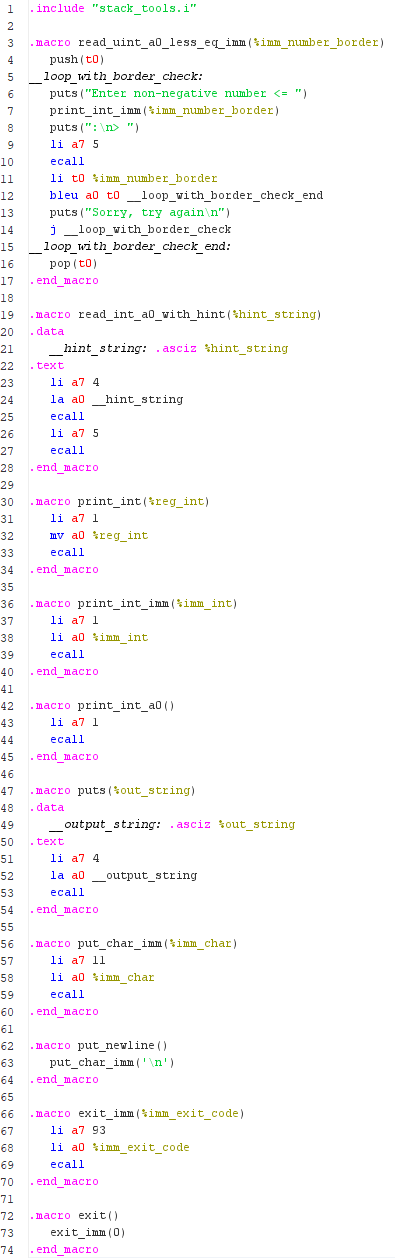 1 .include "stack_tools.i"
2
3 .macro read_uint_a0_less_eq_imm(%imm_number_border)
4 push(t0)
5 __loop_with_border_check:
6 puts("Enter non-negative number <= ")
7 print_int_imm(%imm_number_border)
8 puts(":\n> ")
9 li a7 5
10 ecall
11 li t0 %imm_number_border
12 bleu a0 t0 __loop_with_border_check_end
13 puts("Sorry, try again\n")
14 j __loop_with_border_check
15 __loop_with_border_check_end:
16 pop(t0)
17 .end_macro
18
19 .macro read_int_a0_with_hint(%hint_string)
20 .data
21 __hint_string: .asciz %hint_string
22 .text
23 li a7 4
24 la a0 __hint_string
25 ecall
26 li a7 5
27 ecall
28 .end_macro
29
30 .macro print_int(%reg_int)
31 li a7 1
32 mv a0 %reg_int
33 ecall
34 .end_macro
35
36 .macro print_int_imm(%imm_int)
37 li a7 1
38 li a0 %imm_int
39 ecall
40 .end_macro
41
42 .macro print_int_a0()
43 li a7 1
44 ecall
45 .end_macro
46
47 .macro puts(%out_string)
48 .data
49 __output_string: .asciz %out_string
50 .text
51 li a7 4
52 la a0 __output_string
53 ecall
54 .end_macro
55
56 .macro put_char_imm(%imm_char)
57 li a7 11
58 li a0 %imm_char
59 ecall
60 .end_macro
61
62 .macro put_newline()
63 put_char_imm('\n')
64 .end_macro
65
66 .macro exit_imm(%imm_exit_code)
67 li a7 93
68 li a0 %imm_exit_code
69 ecall
70 .end_macro
71
72 .macro exit()
73 exit_imm(0)
74 .end_macro